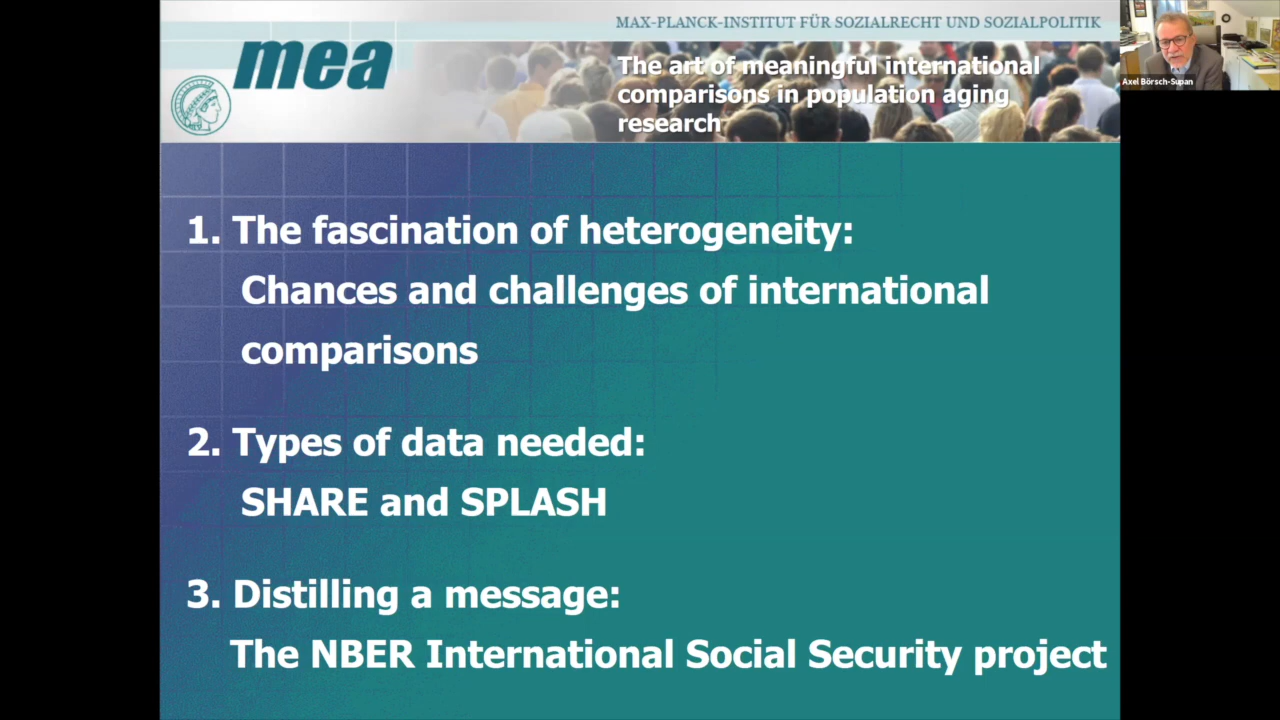 MAX-PLANCK-INSTITUT FÜR SOZIALRECHT UND SOZIALPOLITIK
mea
The art of meaningful international
comparisons in population aging
research
Axel Börsch-Supan
1. The fascination of heterogeneity:
Chances and challenges of international
comparisons
2. Types of data needed:
SHARE and SPLASH
3. Distilling a message:
The NBER International Social Security project